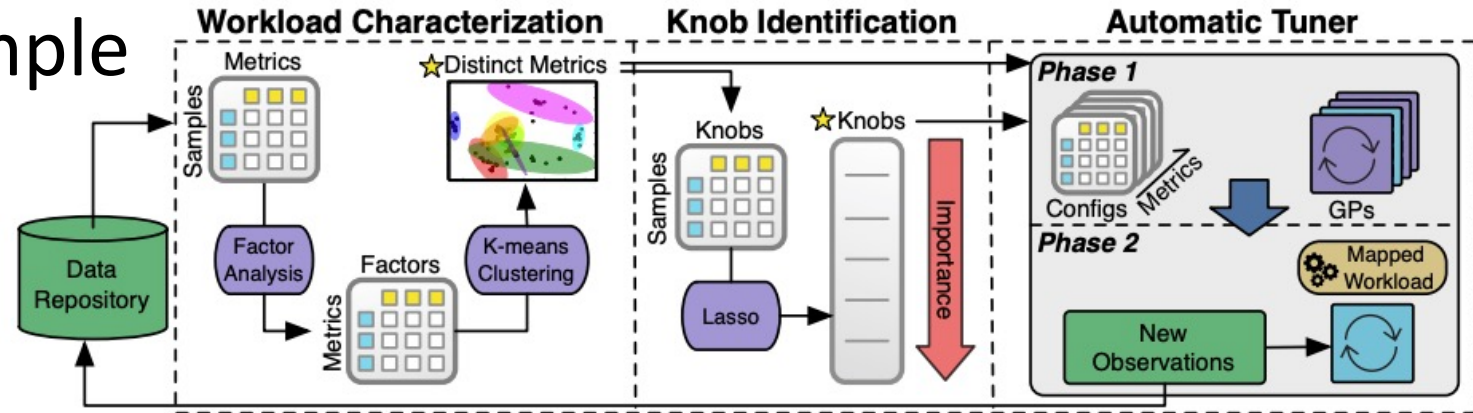 mple
Workload Characterization
Knob Identification
Automatic Tuner
Metrics
Samples
Distinct Metrics
Factor
Analysis
Factors
Metrics
K-means
Clustering
Data
Repository
Knobs
Samples
Lasso
Knobs
Importance
Phase 1
Configs
Metrics
GPs
Phase 2
Mapped
Workload
New
Observations